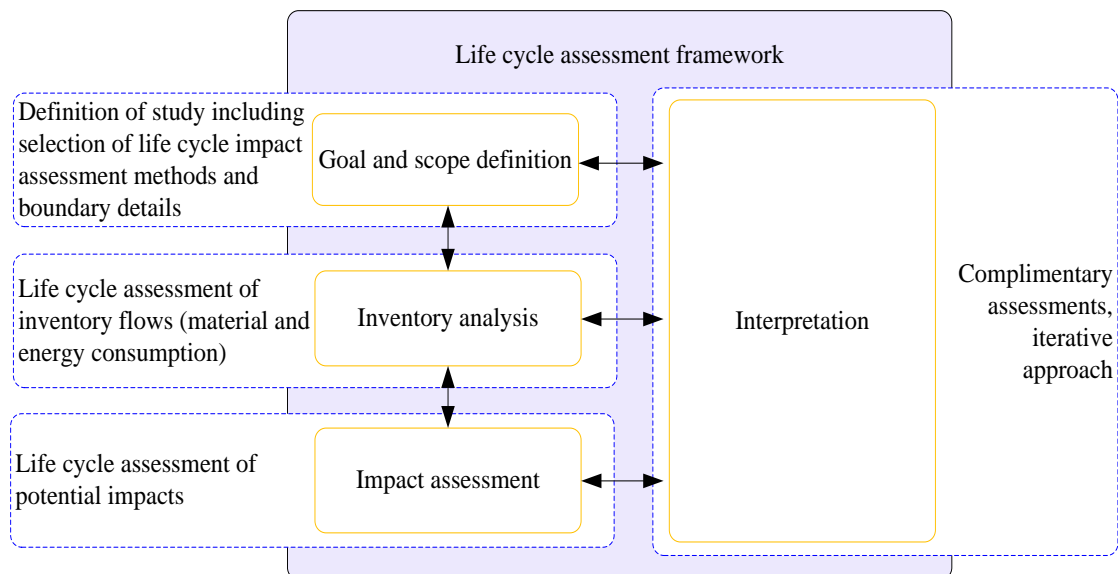 Life cycle assessment framework
Definition of study including
selection of life cycle impact
assessment methods and
boundary details
Goal and scope definition
Life cycle assessment of
inventory flows (material and
energy consumption)
Inventory analysis
Life cycle assessment of
potential impacts
Impact assessment
Interpretation
Complimentary
assessments,
iterative
approach